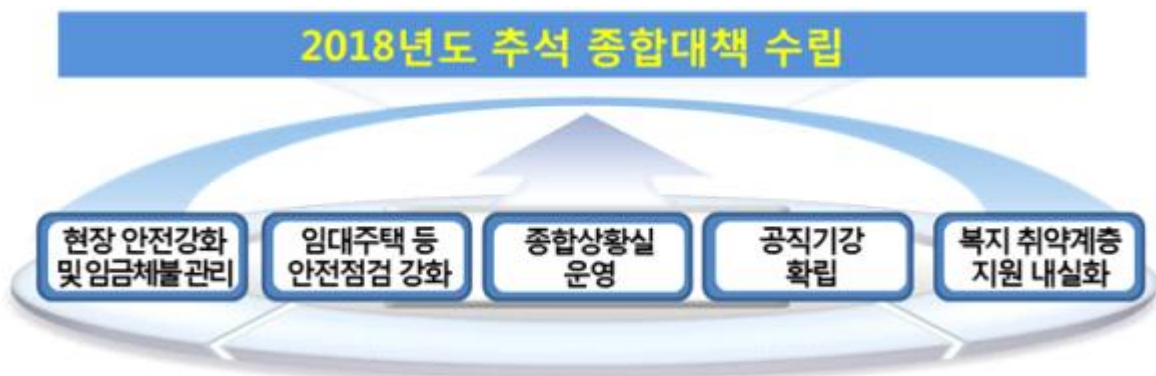 2018년도 추석 종합대책 수립
현장 안전강화
및 임금체불 관리
임대주택 등
안전점검 강화
종합상황실
운영
공직기강
확립
복지 취약계층
지원 내실화